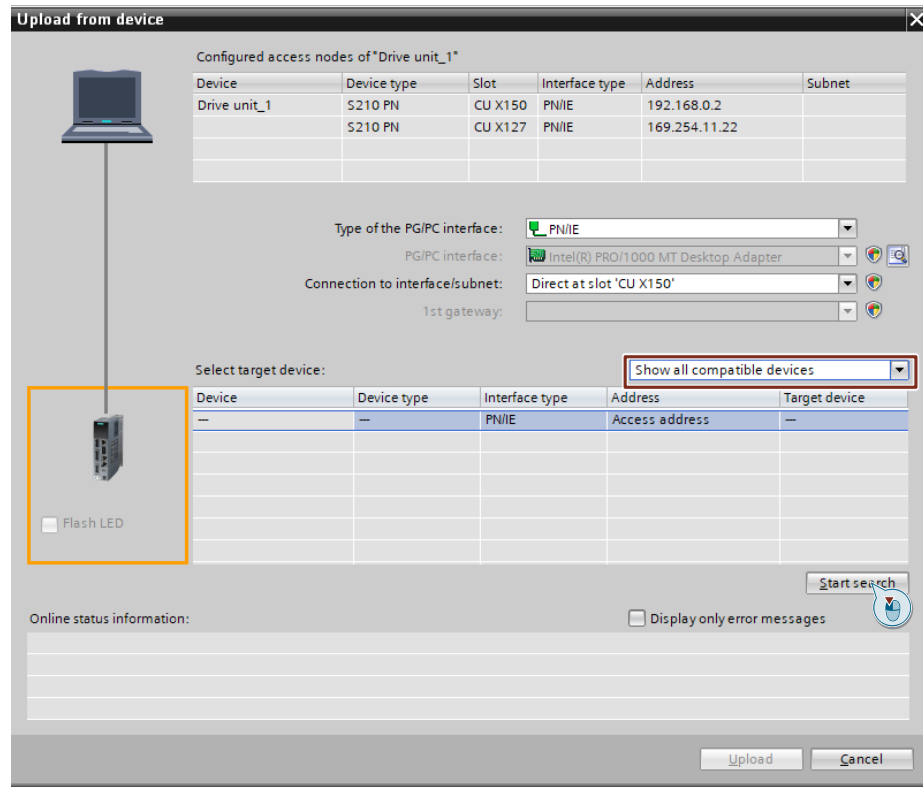 Upload from device
Configured access nodes of "Drive unit_1"
Device Device type Slot Interface type Address Subnet
Drive unit_1 S210 PN CU X150 PN/IE 192.168.0.2
S210 PN CU X127 PN/IE 169.254.11.22
Type of the PG/PC interface: PN/IE
PG/PC interface: Intel(R) PRO/1000 MT Desktop Adapter
Connection to interface/subnet: Direct at slot 'CU X150'
1st gateway:
Select target device: Show all compatible devices
Device Device type Interface type Address Target device
— — PN/IE Access address —
Flash LED
Start search
Online status information: Display only error messages
Upload Cancel